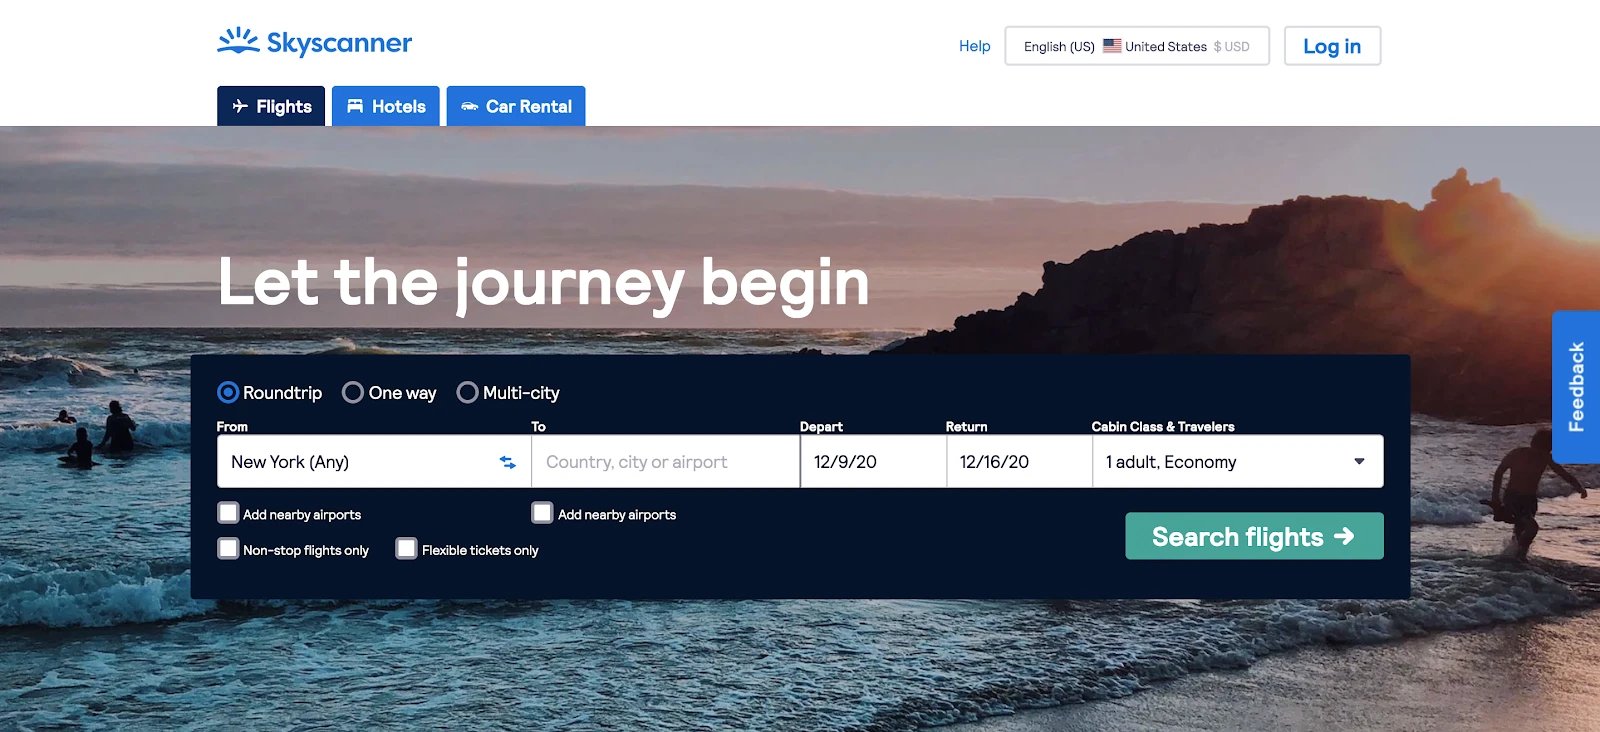 Skyscanner
Help
English (US) United States $ USD
Log in
Flights
Hotels
Car Rental
Let the journey begin
Feedback
Roundtrip One way Multi-city
From To Depart Return Cabin Class & Travelers
New York (Any) Country, city or airport 12/9/20 12/16/20 1 adult, Economy
Add nearby airports Add nearby airports
Non-stop flights only Flexible tickets only
Search flights